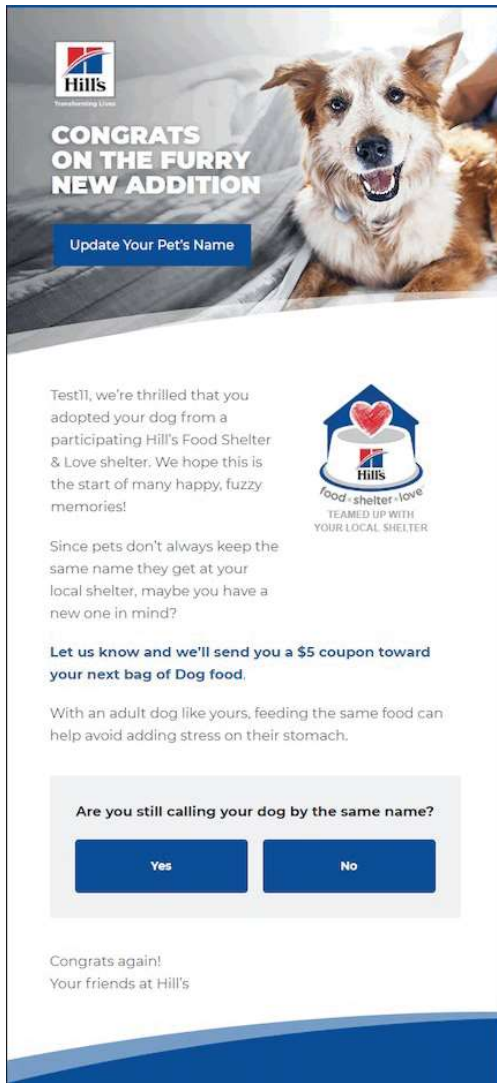 Hill's
Transforming Lives
CONGRATS
ON THE FURRY
NEW ADDITION
Update Your Pet's Name
Test11, we're thrilled that you
adopted your dog from a
participating Hill's Food Shelter
& Love shelter. We hope this is
the start of many happy, fuzzy
memories!
Hill's
food • shelter • love
TEAMED UP WITH
YOUR LOCAL SHELTER
Since pets don't always keep the
same name they get at your
local shelter, maybe you have a
new one in mind?
Let us know and we'll send you a $5 coupon toward
your next bag of Dog food.
With an adult dog like yours, feeding the same food can
help avoid adding stress on their stomach.
Are you still calling your dog by the same name?
Yes
No
Congrats again!
Your friends at Hill's